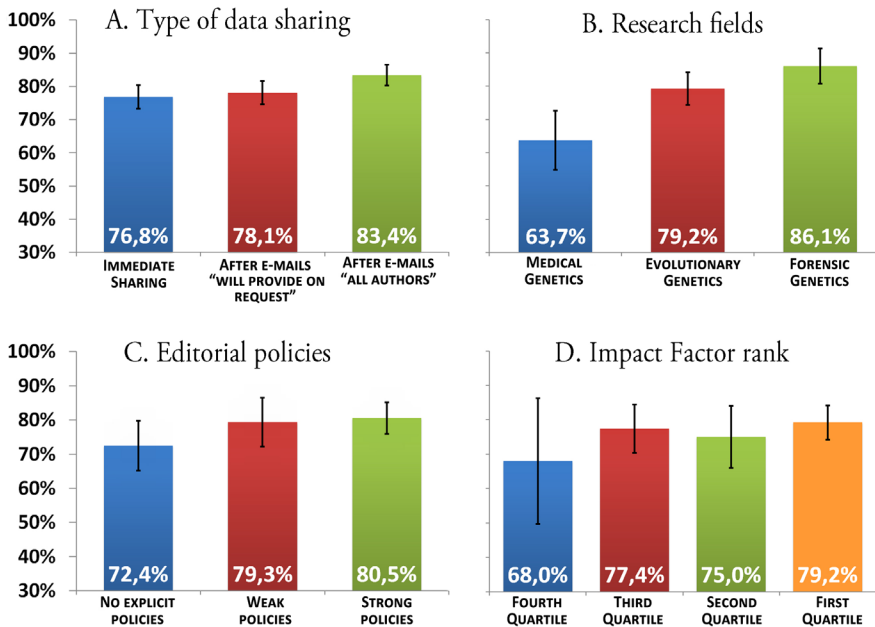 A. Type of data sharing
100%
90%
80%
70%
60%
50%
40%
30%
76,8%
78,1%
83,4%
IMMEDIATE
SHARING
AFTER E-MAILS
“WILL PROVIDE ON
REQUEST”
AFTER E-MAILS
“ALL AUTHORS”
B. Research fields
63,7%
79,2%
86,1%
MEDICAL
GENETICS
EVOLUTIONARY
GENETICS
FORENSIC
GENETICS
C. Editorial policies
100%
90%
80%
70%
60%
50%
40%
30%
72,4%
79,3%
80,5%
NO EXPLICIT
POLICIES
WEAK
POLICIES
STRONG
POLICIES
D. Impact Factor rank
68,0%
77,4%
75,0%
79,2%
FOURTH
QUARTILE
THIRD
QUARTILE
SECOND
QUARTILE
FIRST
QUARTILE